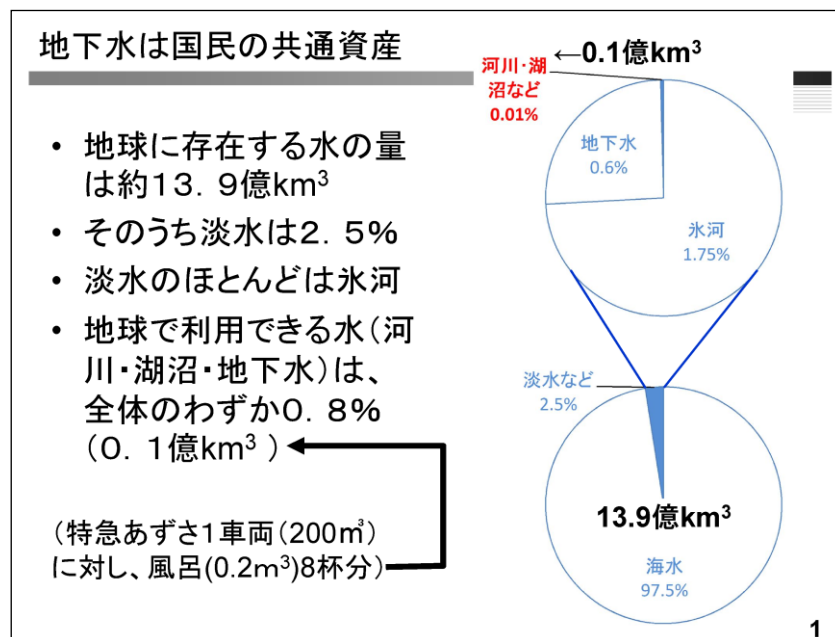 地下水は国民の共通資産
• 地球に存在する水の量
は約13．9億km³
• そのうち淡水は2．5%
• 淡水のほとんどは氷河
• 地球で利用できる水（河
川・湖沼・地下水）は、
全体のわずか0．8%
（0．1億km³ ）
（特急あずさ1車両（200㎥）
に対し、風呂(0.2m³)8杯分）
←0.1億km³
河川・湖
沼など
0.01%
地下水
0.6%
氷河
1.75%
淡水など
2.5%
13.9億km³
海水
97.5%
1